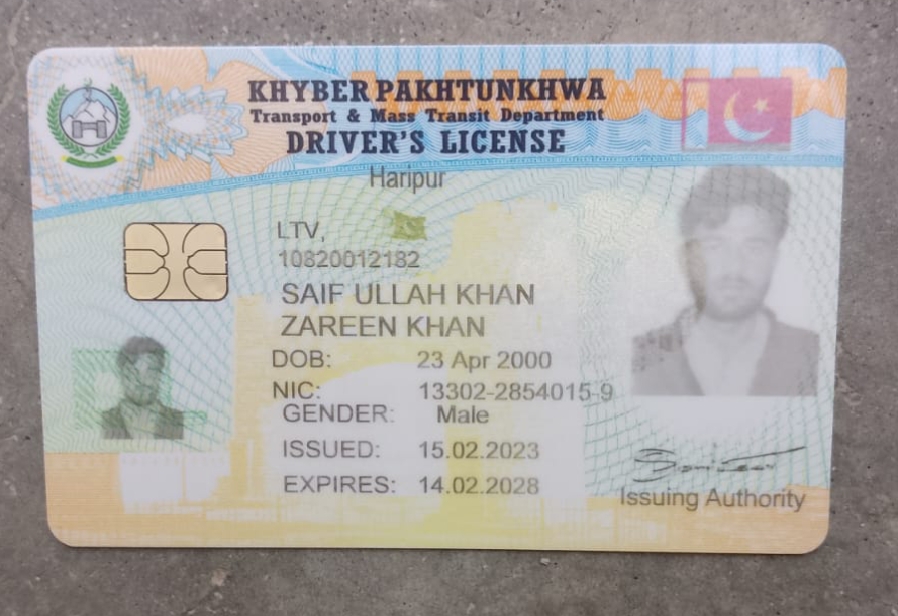 KHYBER PAKHTUNKHWA
Transport & Mass Transit Department
DRIVER'S LICENSE
Haripur
LTV,
10820012182
SAIF ULLAH KHAN
ZAREEN KHAN
DOB: 23 Apr 2000
NIC: 13302-2854015-9
GENDER: Male
ISSUED: 15.02.2023
EXPIRES: 14.02.2028
Issuing Authority